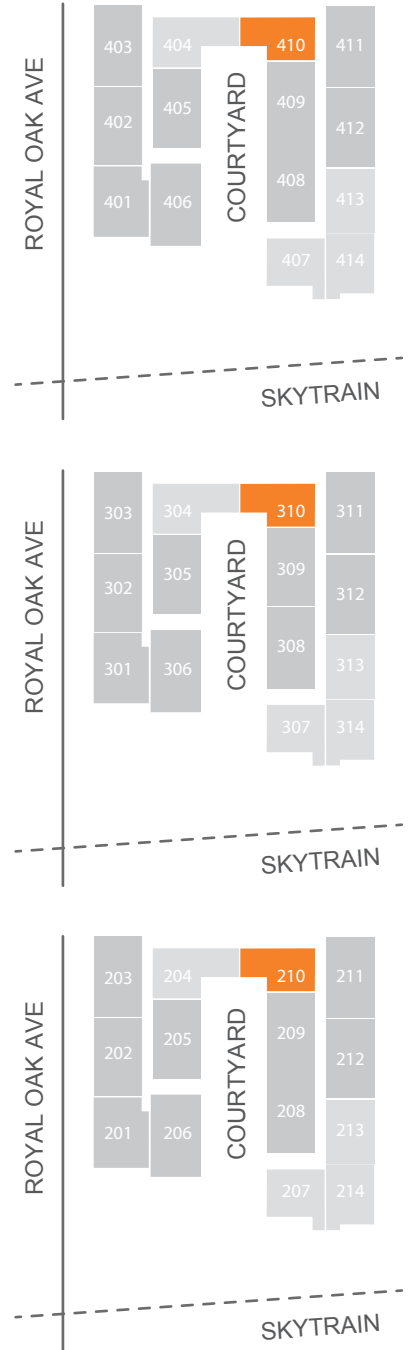 403 404 410 411
402 405 409 412
401 406 408 413
407 414
ROYAL OAK AVE
COURTYARD
SKYTRAIN
303 304 310 311
302 305 309 312
301 306 308 313
307 314
ROYAL OAK AVE
COURTYARD
SKYTRAIN
203 204 210 211
202 205 209 212
201 206 208 213
207 214
ROYAL OAK AVE
COURTYARD
SKYTRAIN